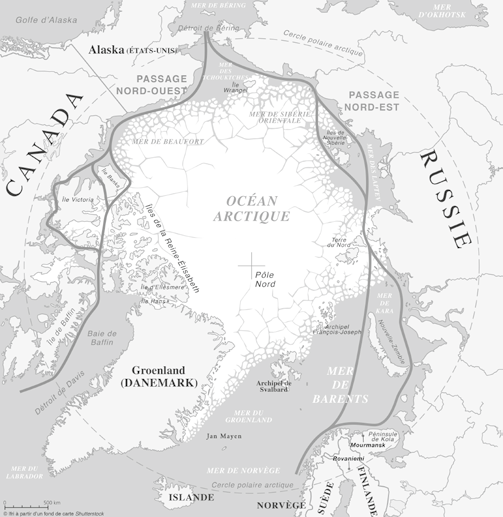 MER DE BÉRING
MER
D'OKHOTSK
Golfe d'Alaska
Détroit de Béring
Alaska (ÉTATS-UNIS)
Cercle polaire arctique
MER
DES
TCHOUKTCHES
PASSAGE
NORD-OUEST
Île
Wrangel
PASSAGE
NORD-EST
MER DE SIBÉRIE
ORIENTALE
CANADA
MER DE BEAUFORT
Îles de
Nouvelle-
Sibérie
RUSSIE
Île Banks
Île Victoria
OCÉAN
ARCTIQUE
Îles de la Reine-Élisabeth
Terre
du Nord
Pôle
Nord
Île d'Ellesmere
MER
DE
KARA
Île de Baffin
Baie de
Baffin
Archipel
François-Joseph
Nouvelle-Zemble
Groenland
(DANEMARK)
MER
DE
BARENTS
Archipel de
Svalbard
Détroit de Davis
MER DU
GROENLAND
Jan Mayen
Péninsule
de Kola
Mourmansk
Rovaniemi
MER DU
LABRADOR
MER DE NORVÈGE
Cercle polaire arctique
ISLANDE
NORVÈGE
SUÈDE
FINLANDE
0
500 km
© Ifri à partir d'un fond de carte Shutterstock